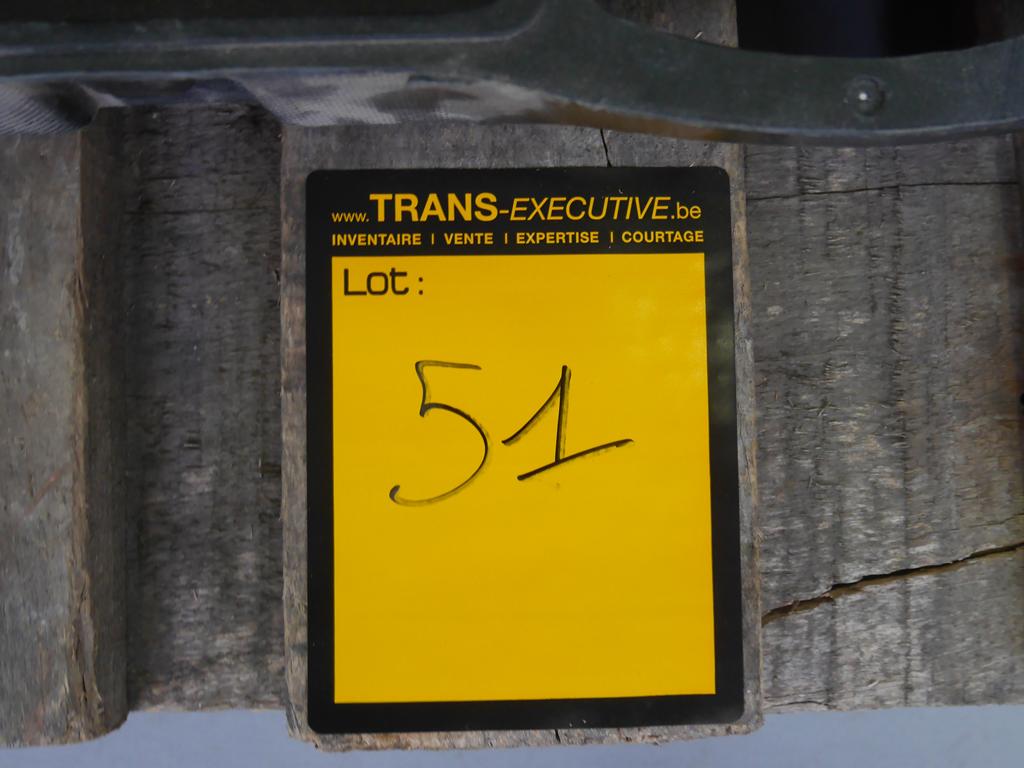 www.TRANS-EXECUTIVE.be
INVENTAIRE | VENTE | EXPERTISE | COURTAGE
Lot :
51